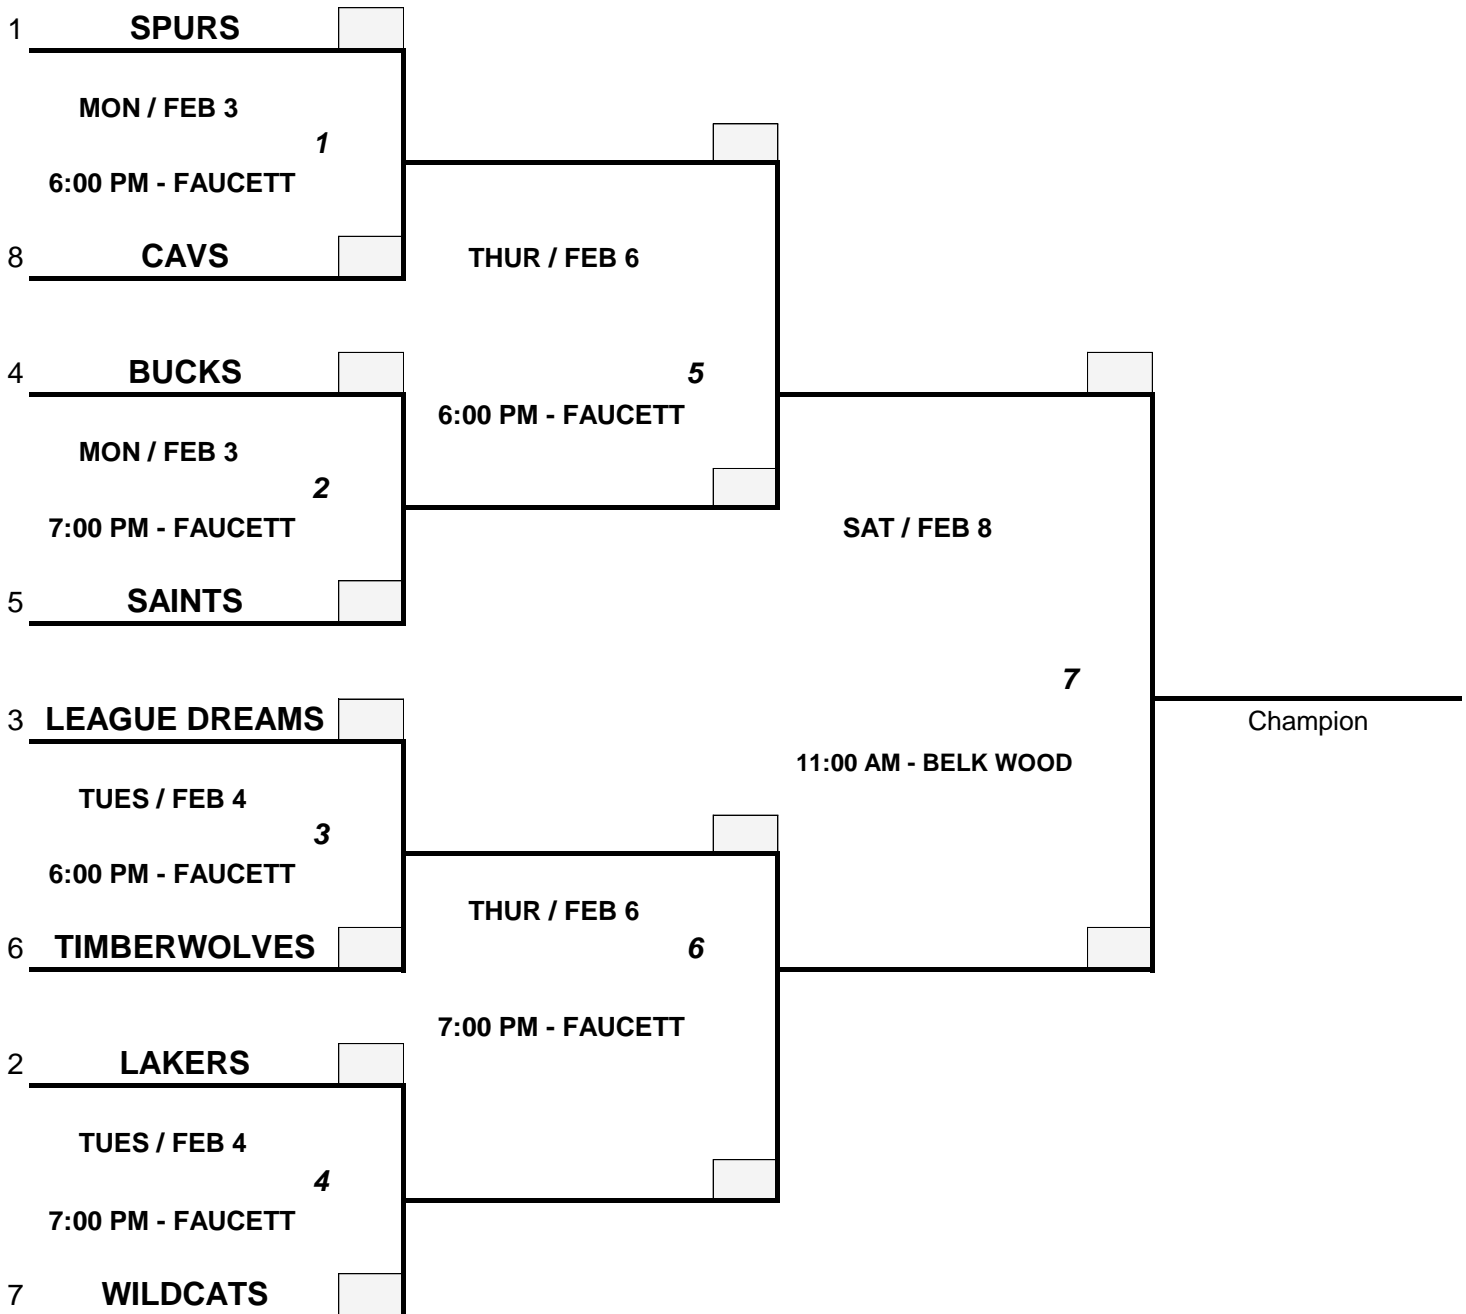 1 SPURS
MON / FEB 3
1
6:00 PM - FAUCETT
8 CAVS
THUR / FEB 6
4 BUCKS
5
6:00 PM - FAUCETT
MON / FEB 3
2
7:00 PM - FAUCETT
SAT / FEB 8
5 SAINTS
7
3 LEAGUE DREAMS
Champion
11:00 AM - BELK WOOD
TUES / FEB 4
3
6:00 PM - FAUCETT
THUR / FEB 6
6 TIMBERWOLVES
6
7:00 PM - FAUCETT
2 LAKERS
TUES / FEB 4
4
7:00 PM - FAUCETT
7 WILDCATS